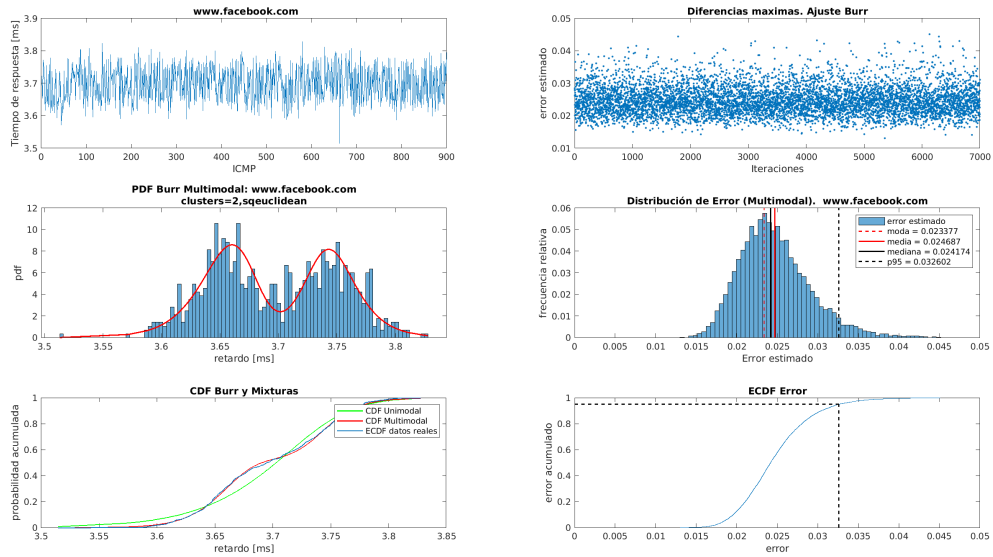 www.facebook.com
3.9
3.8
3.7
3.6
3.5
Tiempo de respuesta [ms]
0 100 200 300 400 500 600 700 800 900
ICMP
Diferencias maximas. Ajuste Burr
0.05
0.04
0.03
0.02
0.01
error estimado
0 1000 2000 3000 4000 5000 6000 7000
Iteraciones
PDF Burr Multimodal: www.facebook.com
clusters=2,sqeuclidean
12
10
8
6
4
2
0
pdf
3.5 3.55 3.6 3.65 3.7 3.75 3.8
retardo [ms]
Distribución de Error (Multimodal). www.facebook.com
0.06
0.05
0.04
0.03
0.02
0.01
0
frecuencia relativa
error estimado
moda = 0.023377
media = 0.024687
mediana = 0.024174
p95 = 0.032602
0 0.005 0.01 0.015 0.02 0.025 0.03 0.035 0.04 0.045 0.05
Error estimado
CDF Burr y Mixturas
1
0.8
0.6
0.4
0.2
0
probabilidad acumulada
CDF Unimodal
CDF Multimodal
ECDF datos reales
3.5 3.55 3.6 3.65 3.7 3.75 3.8 3.85
retardo [ms]
ECDF Error
1
0.8
0.6
0.4
0.2
0
error acumulado
0 0.005 0.01 0.015 0.02 0.025 0.03 0.035 0.04 0.045 0.05
error